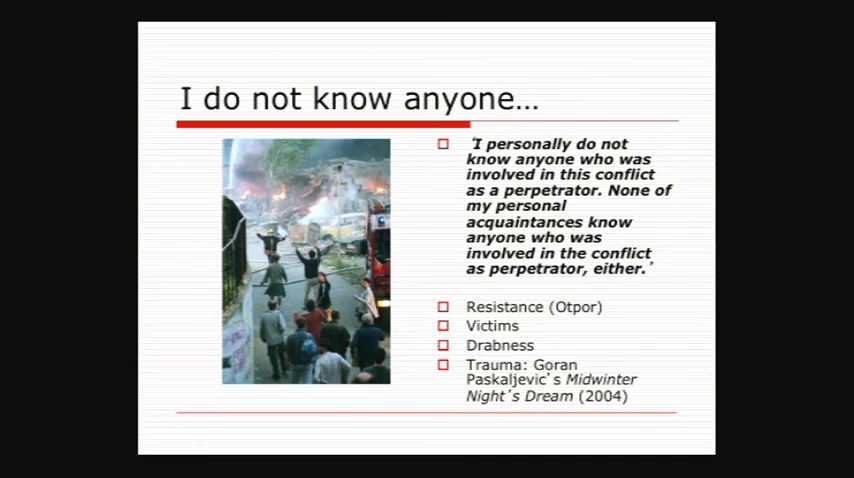 I do not know anyone…
'I personally do not
know anyone who was
involved in this conflict
as a perpetrator. None of
my personal
acquaintances know
anyone who was
involved in the conflict
as perpetrator, either.'
Resistance (Otpor)
Victims
Drabness
Trauma: Goran
Paskaljevic's Midwinter
Night's Dream (2004)